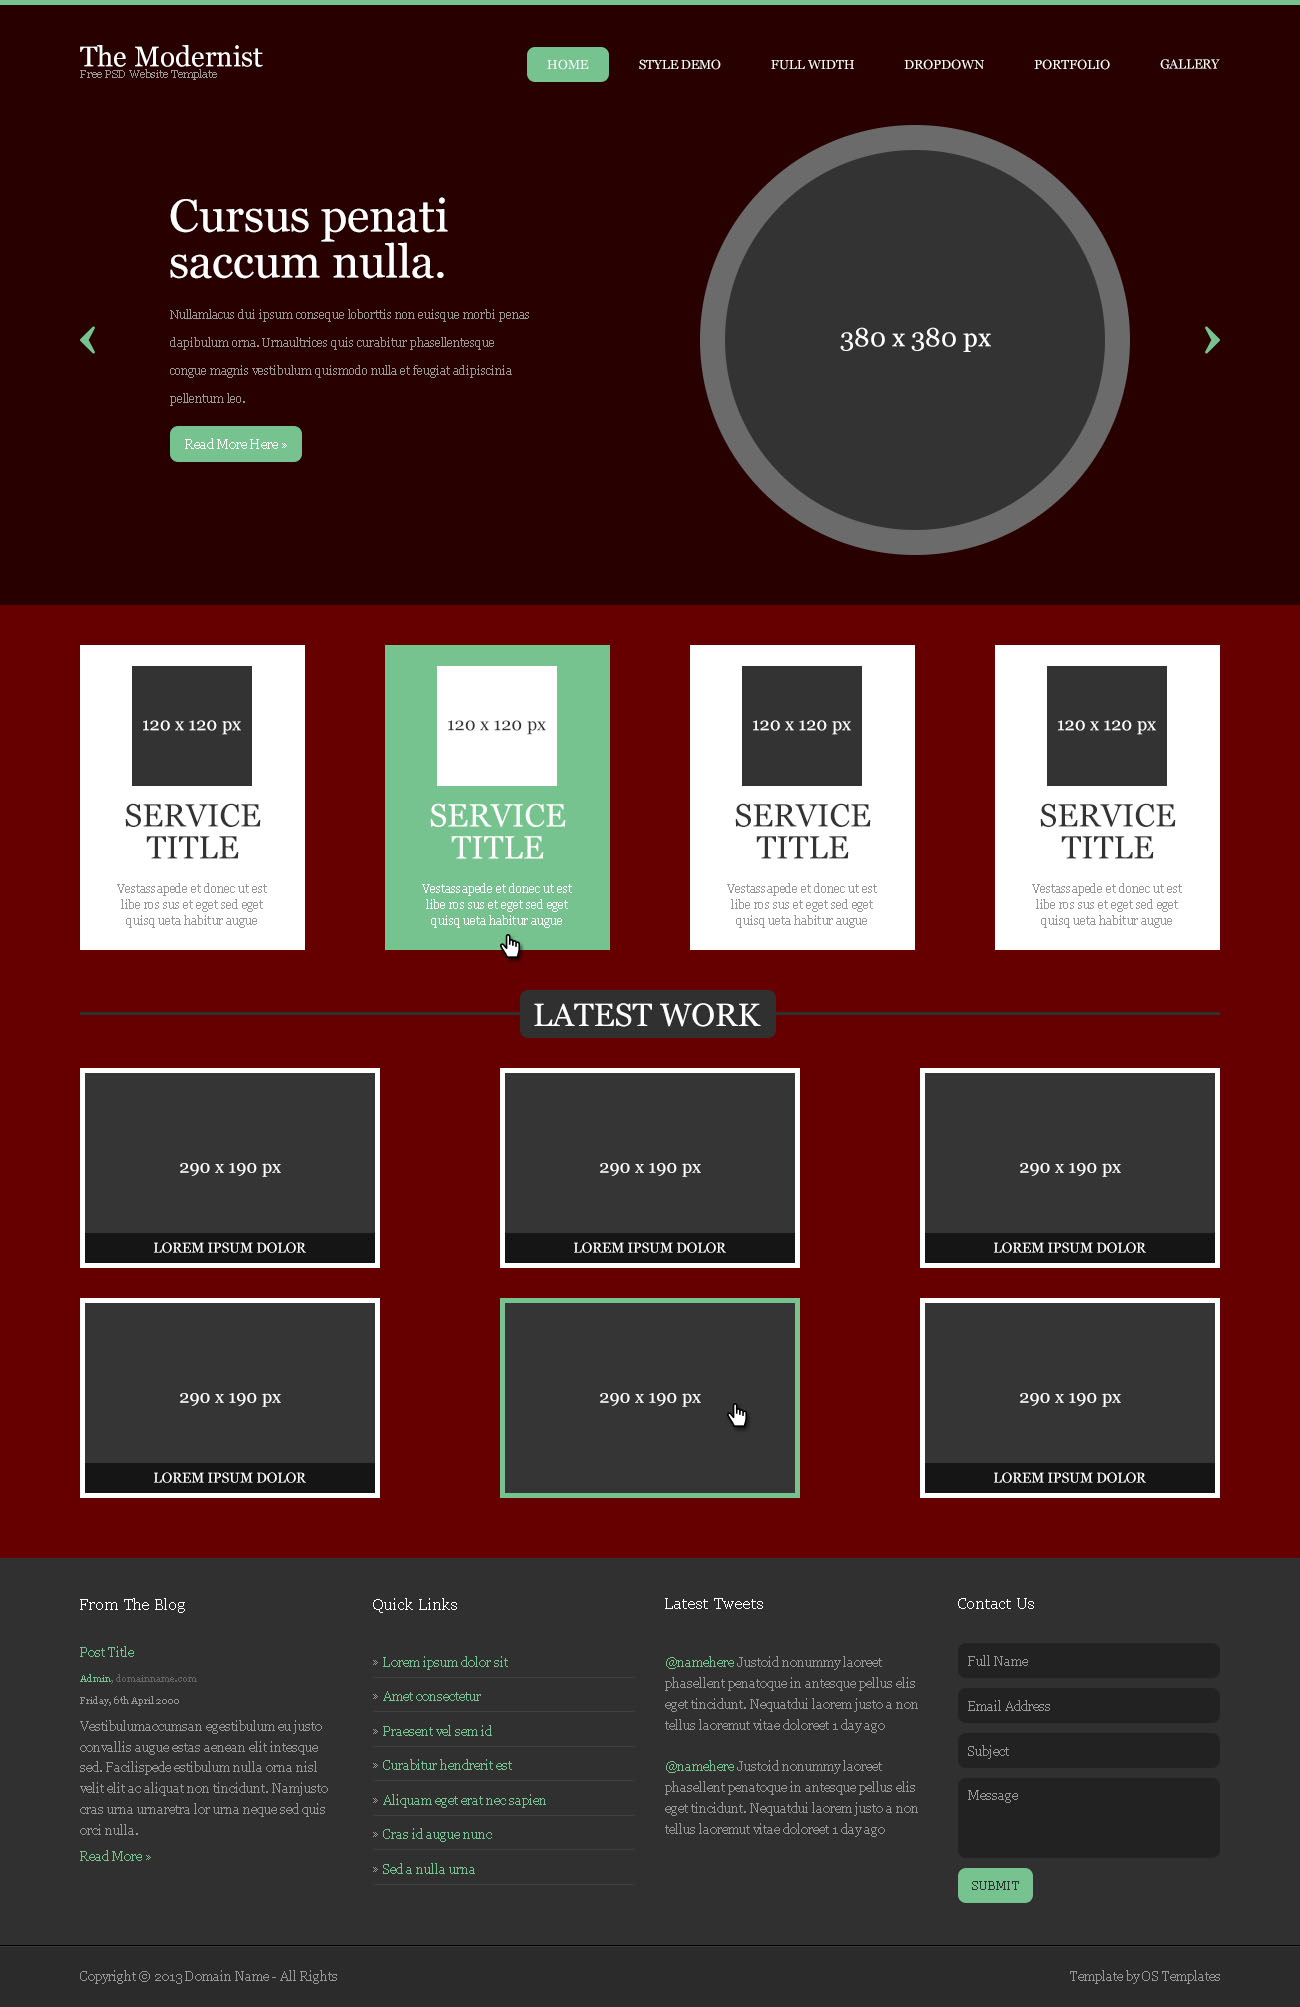 The Modernist
Free PSD Website Template
HOME
STYLE DEMO
FULL WIDTH
DROPDOWN
PORTFOLIO
GALLERY
Cursus penati
saccum nulla.
Nullamlacus dui ipsum conseque loborttis non euisque morbi penas
dapibulum orna. Urnaultrices quis curabitur phasellentesque
congue magnis vestibulum quismodo nulla et feugiat adipiscinia
pellentum leo.
Read More Here »
380 x 380 px
120 x 120 px
SERVICE
TITLE
Vestassapede et donec ut est
libe ros sus et eget sed eget
quisq ueta habitur augue
120 x 120 px
SERVICE
TITLE
Vestassapede et donec ut est
libe ros sus et eget sed eget
quisq ueta habitur augue
120 x 120 px
SERVICE
TITLE
Vestassapede et donec ut est
libe ros sus et eget sed eget
quisq ueta habitur augue
120 x 120 px
SERVICE
TITLE
Vestassapede et donec ut est
libe ros sus et eget sed eget
quisq ueta habitur augue
LATEST WORK
290 x 190 px
LOREM IPSUM DOLOR
290 x 190 px
LOREM IPSUM DOLOR
290 x 190 px
LOREM IPSUM DOLOR
290 x 190 px
LOREM IPSUM DOLOR
290 x 190 px
290 x 190 px
LOREM IPSUM DOLOR
From The Blog
Post Title
Admin, domainname.com
Friday, 6th April 2000
Vestibulumaccumsan egestibulum eu justo
convallis augue estas aenean elit intesque
sed. Facilispede estibulum nulla orna nisl
velit elit ac aliquat non tincidunt. Namjusto
cras urna urnaretra lor urna neque sed quis
orci nulla.
Read More »
Quick Links
» Lorem ipsum dolor sit
» Amet consectetur
» Praesent vel sem id
» Curabitur hendrerit est
» Aliquam eget erat nec sapien
» Cras id augue nunc
» Sed a nulla urna
Latest Tweets
@namehere Justoid nonummy laoreet
phasellent penatoque in antesque pellus elis
eget tincidunt. Nequatdui laorem justo a non
tellus laoremut vitae doloreet 1 day ago
@namehere Justoid nonummy laoreet
phasellent penatoque in antesque pellus elis
eget tincidunt. Nequatdui laorem justo a non
tellus laoremut vitae doloreet 1 day ago
Contact Us
Full Name
Email Address
Subject
Message
SUBMIT
Copyright © 2013 Domain Name - All Rights
Template by OS Templates